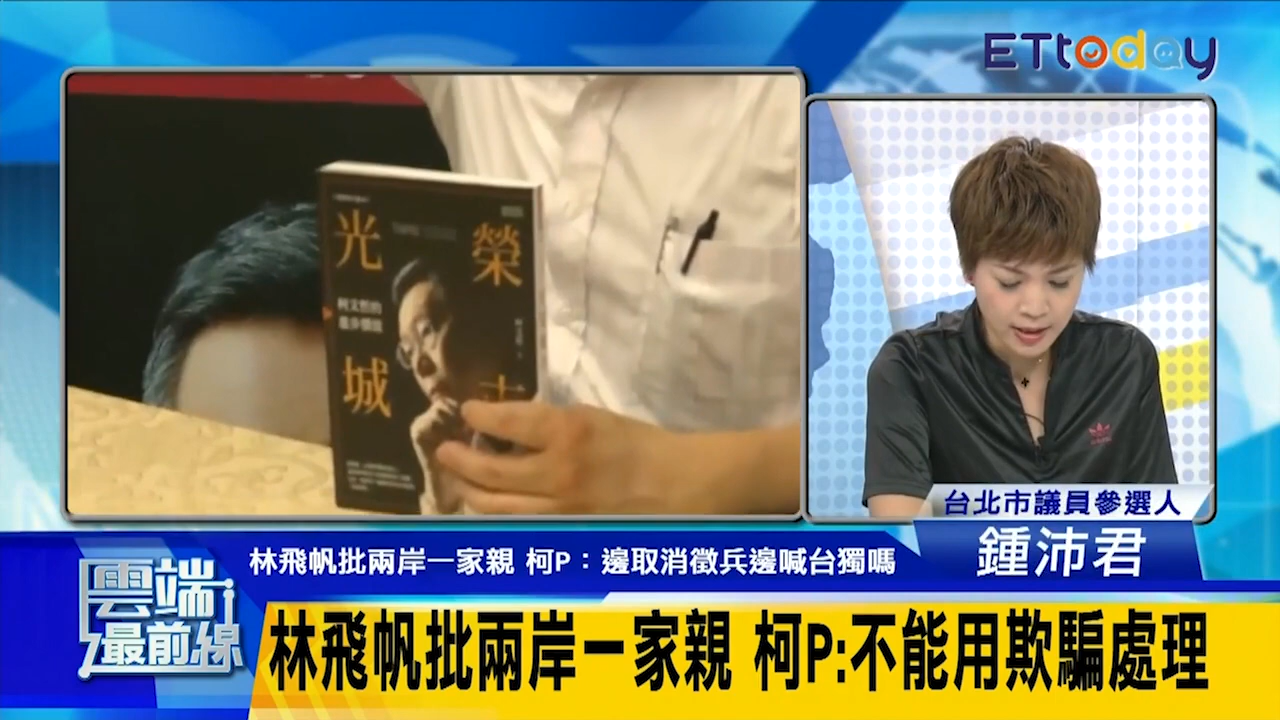 ETtoday
光榮
城市
柯文哲的
進步價值
台北市議員參選人
鍾沛君
林飛帆批兩岸一家親 柯P：邊取消徵兵邊喊台獨嗎
雲端
最前線
林飛帆批兩岸一家親 柯P:不能用欺騙處理